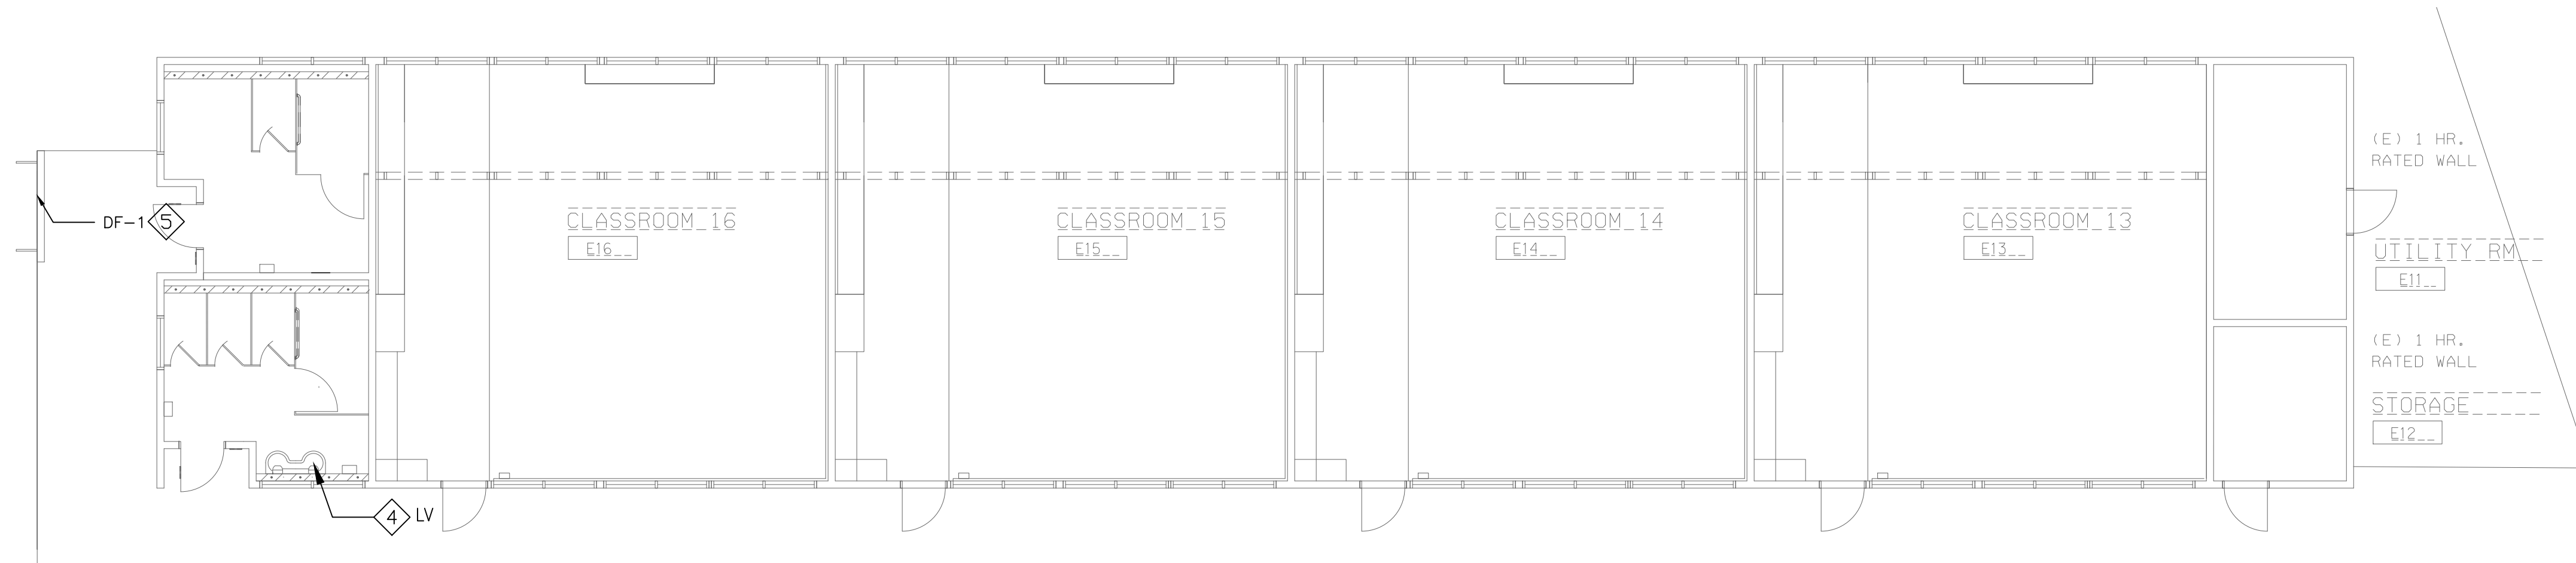 (E) 1 HR.
RATED WALL
DF-1 5
CLASSROOM 16
E16
CLASSROOM 15
E15
CLASSROOM 14
E14
CLASSROOM 13
E13
UTILITY RM
E11
(E) 1 HR.
RATED WALL
STORAGE
E12
4 LV